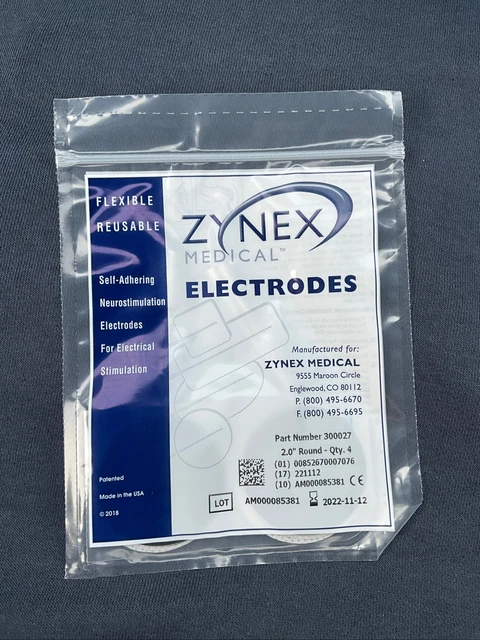 FLEXIBLE
REUSABLE
Self-Adhering
Neurostimulation
Electrodes
For Electrical
Stimulation
Patented
Made in the USA
© 2018
ZYNEX
MEDICAL™
ELECTRODES
Manufactured for:
ZYNEX MEDICAL
9555 Maroon Circle
Englewood, CO 80112
P. (800) 495-6670
F. (800) 495-6695
Part Number 300027
2.0" Round - Qty. 4
(01) 00852670007076
(17) 221112
(10) AM000085381 CE
LOT AM000085381 2022-11-12